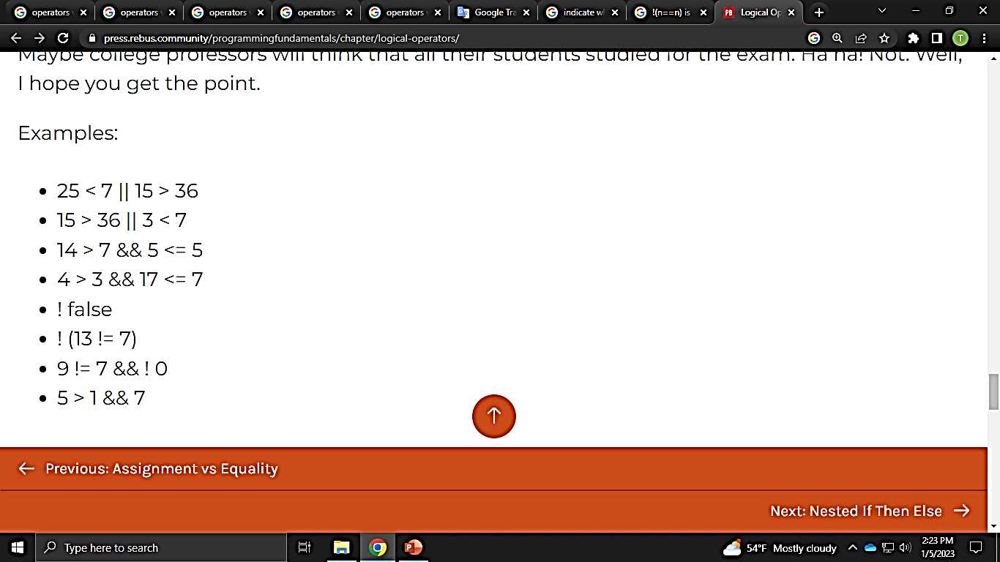 operators
operators
operators
operators
operators
Google Tra
indicate wh
!(n==n) is
PB Logical Op
press.rebus.community/programmingfundamentals/chapter/logical-operators/
T
Maybe college professors will think that all their students studied for the exam. Ha ha! Not. Well,
I hope you get the point.
Examples:
• 25 < 7 || 15 > 36
• 15 > 36 || 3 < 7
• 14 > 7 && 5 <= 5
• 4 > 3 && 17 <= 7
• ! false
• ! (13 != 7)
• 9 != 7 && ! 0
• 5 > 1 && 7
← Previous: Assignment vs Equality
Next: Nested If Then Else →
Type here to search
54°F Mostly cloudy
2:23 PM
1/5/2023